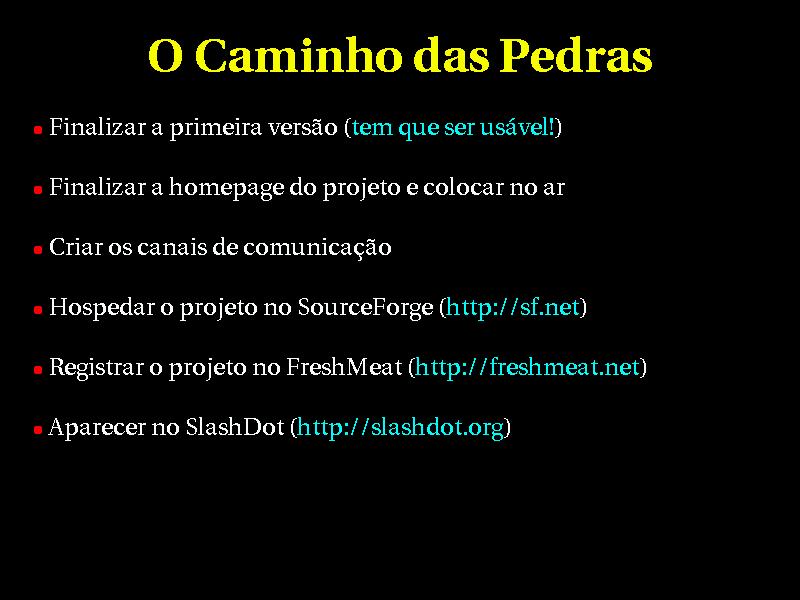 O Caminho das Pedras
• Finalizar a primeira versão (tem que ser usável!)
• Finalizar a homepage do projeto e colocar no ar
• Criar os canais de comunicação
• Hospedar o projeto no SourceForge (http://sf.net)
• Registrar o projeto no FreshMeat (http://freshmeat.net)
• Aparecer no SlashDot (http://slashdot.org)